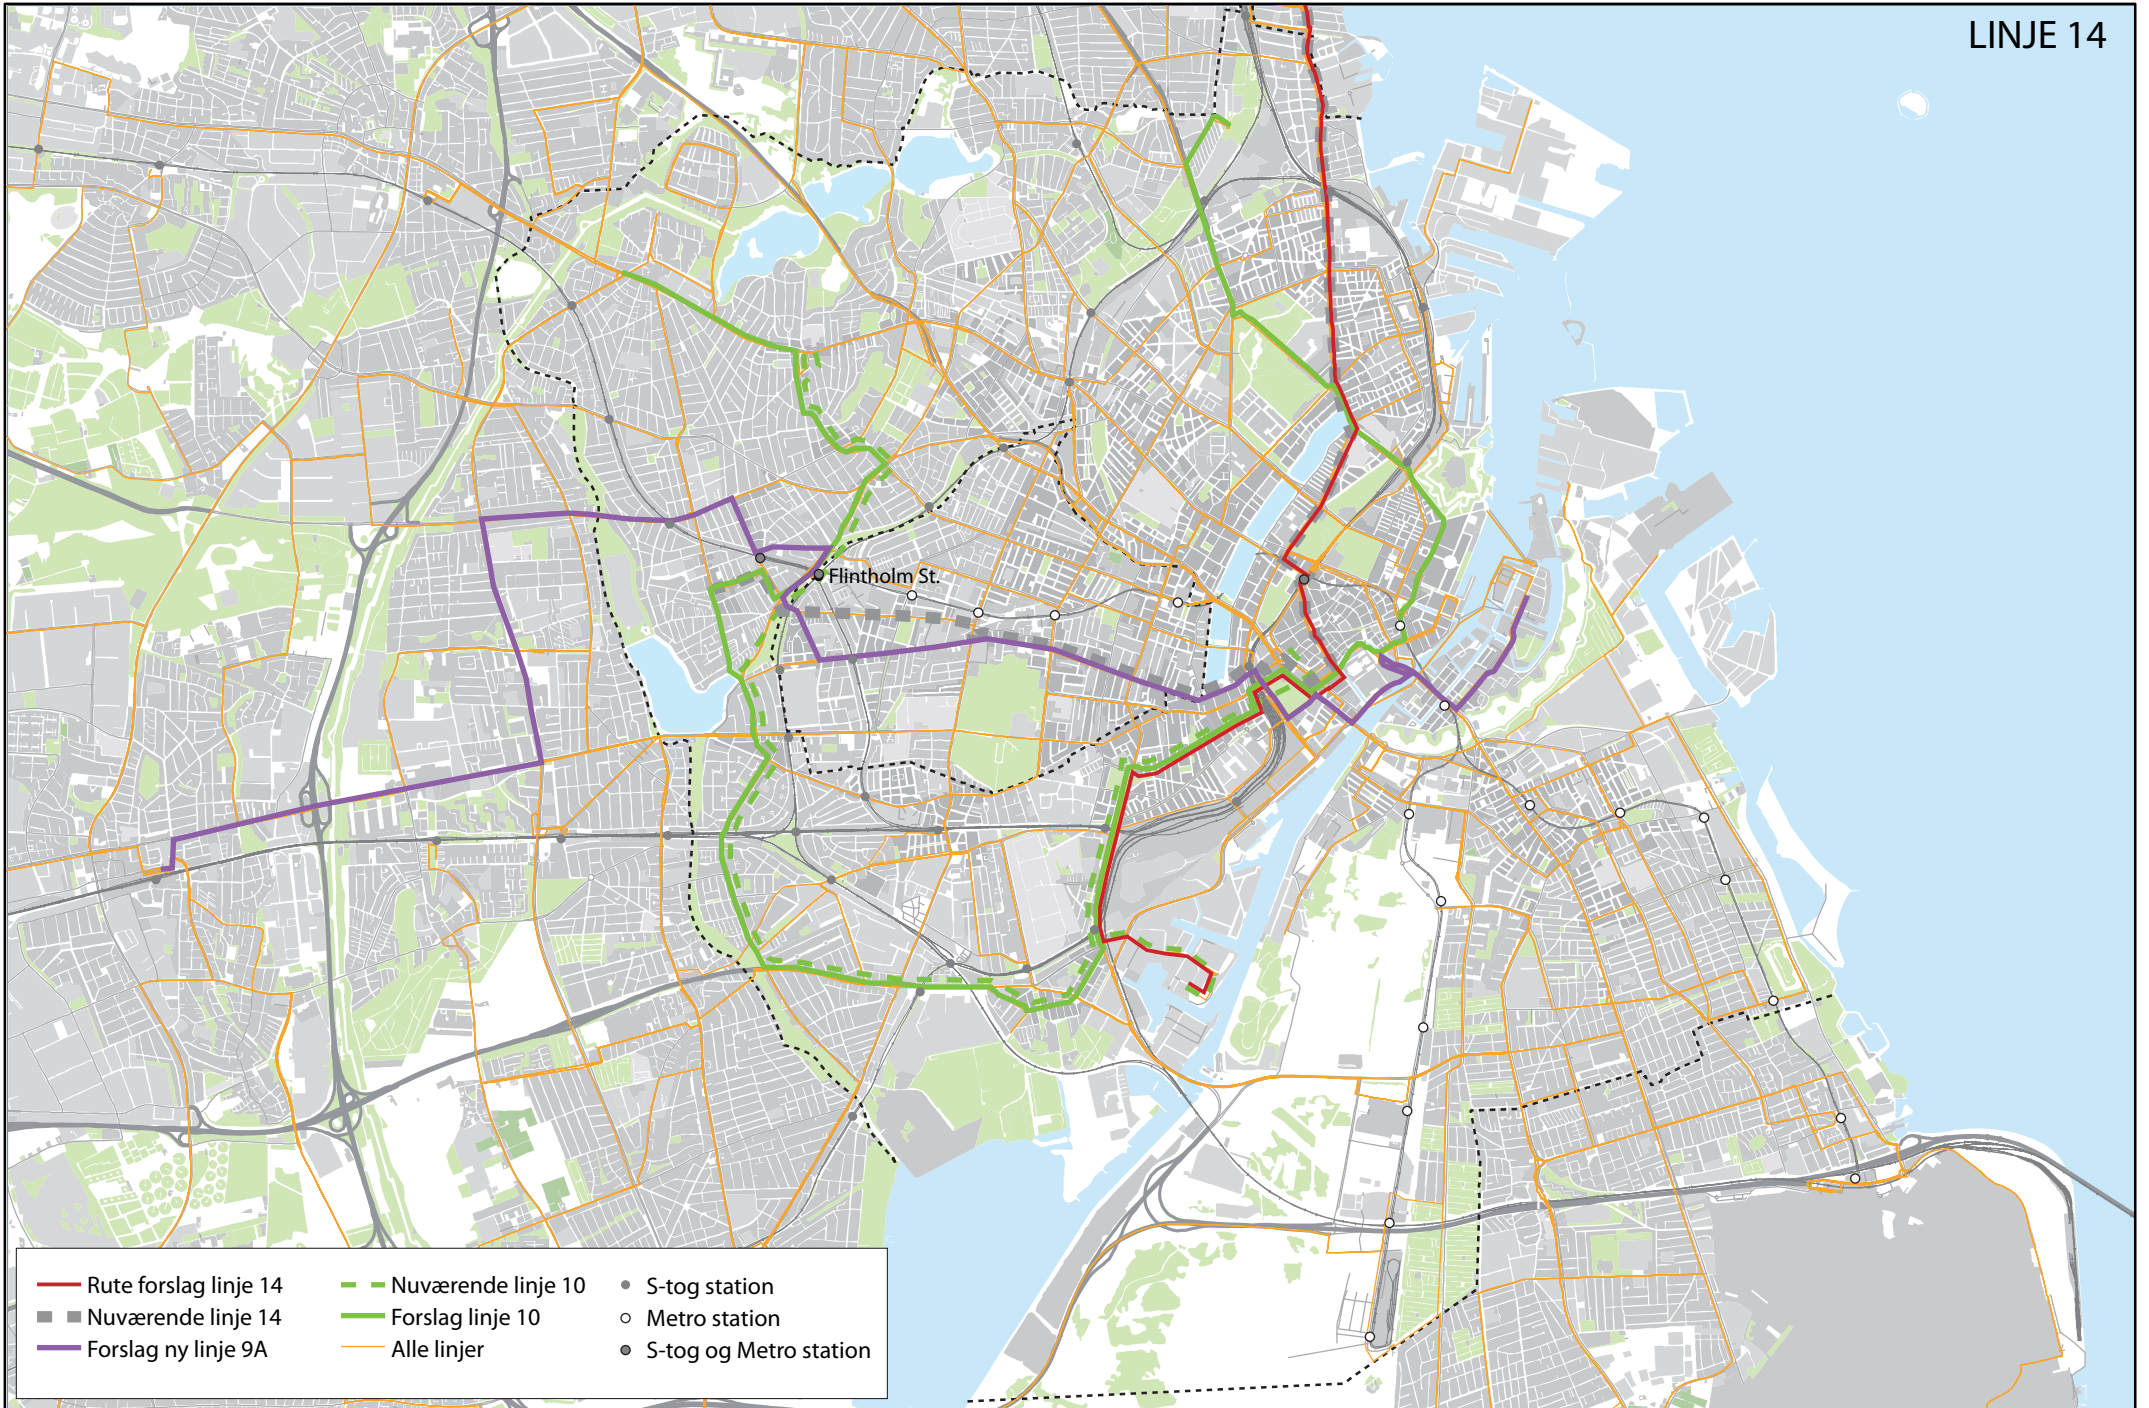 LINJE 14
Flintholm St.
Rute forslag linje 14
Nuværende linje 14
Forslag ny linje 9A
Nuværende linje 10
Forslag linje 10
Alle linjer
S-tog station
Metro station
S-tog og Metro station